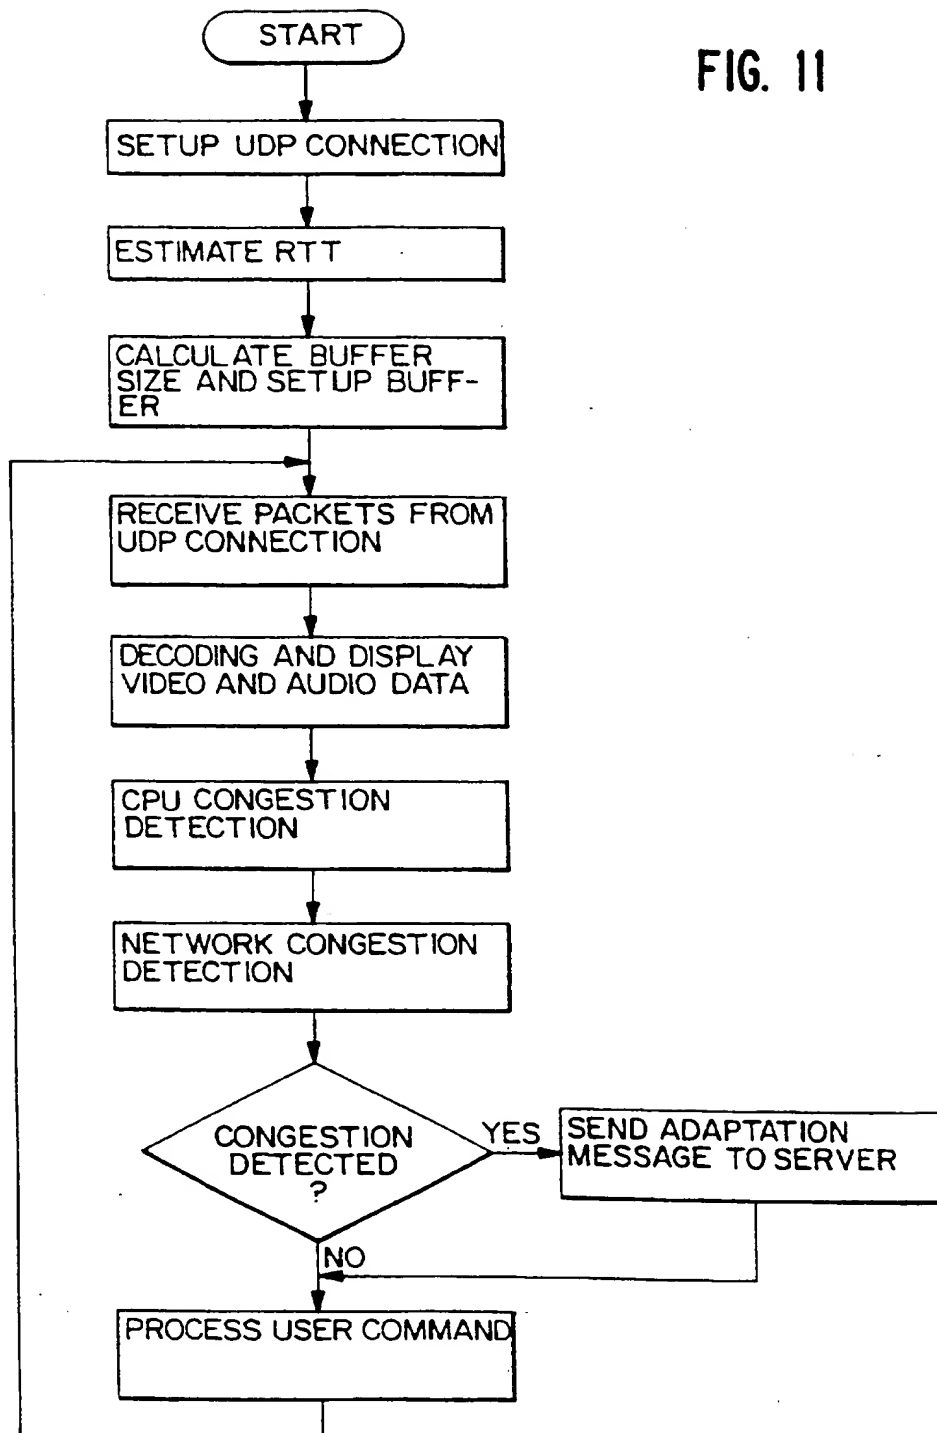 START
FIG. 11
SETUP UDP CONNECTION
ESTIMATE RTT
CALCULATE BUFFER
SIZE AND SETUP BUFF-
ER
RECEIVE PACKETS FROM
UDP CONNECTION
DECODING AND DISPLAY
VIDEO AND AUDIO DATA
CPU CONGESTION
DETECTION
NETWORK CONGESTION
DETECTION
CONGESTION
DETECTED
?
YES
SEND ADAPTATION
MESSAGE TO SERVER
NO
PROCESS USER COMMAND